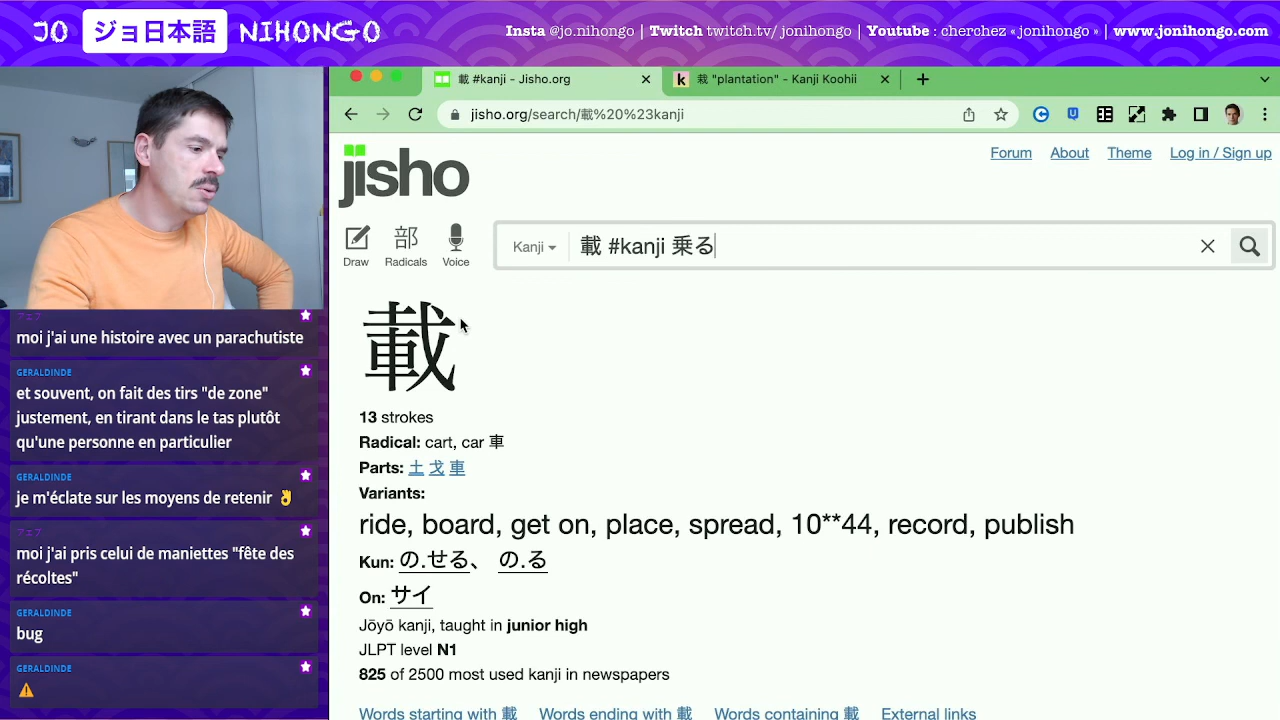 JO ジョ日本語 NIHONGO
Insta @jo.nihongo | Twitch twitch.tv/ jonihongo | Youtube : cherchez « jonihongo » | www.jonihongo.com
載 #kanji - Jisho.org
k 栽 "plantation" - Kanji Koohii
jisho.org/search/載%20%23kanji
jisho
Forum About Theme Log in / Sign up
部
Draw Radicals Voice
Kanji 載 #kanji 乗る
載
13 strokes
Radical: cart, car 車
Parts: 土 戈 車
Variants:
ride, board, get on, place, spread, 10**44, record, publish
Kun: の.せる、 の.る
On: サイ
Jōyō kanji, taught in junior high
JLPT level N1
825 of 2500 most used kanji in newspapers
Words starting with 載 Words ending with 載 Words containing 載 External links
moi j'ai une histoire avec un parachutiste
GERALDINDE
et souvent, on fait des tirs "de zone"
justement, en tirant dans le tas plutôt
qu'une personne en particulier
GERALDINDE
je m'éclate sur les moyens de retenir 👌
アェフ
moi j'ai pris celui de maniettes "fête des
récoltes"
GERALDINDE
bug
GERALDINDE
⚠